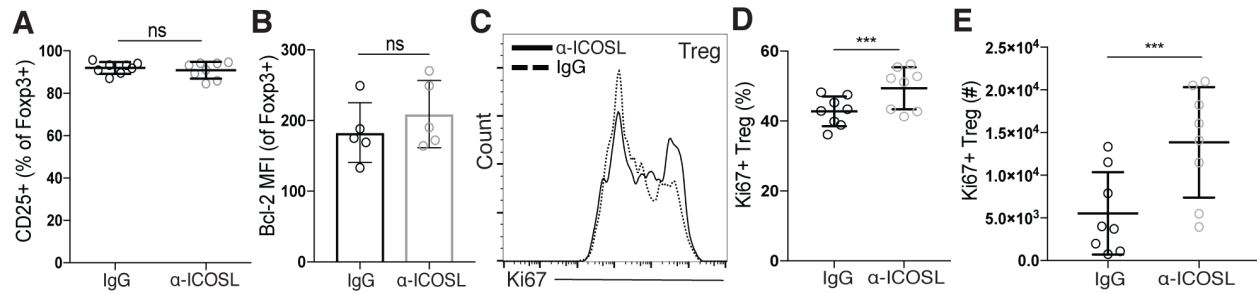 A
ns
CD25+ (% of Foxp3+)
100
80
60
40
20
0
IgG
α-ICOSL
B
ns
Bcl-2 MFI (of Foxp3+)
300
200
100
0
IgG
α-ICOSL
C
α-ICOSL
IgG
Treg
Count
Ki67
D
***
Ki67+ Treg (%)
60
40
20
0
IgG
α-ICOSL
E
***
Ki67+ Treg (#)
2.5×10⁴
2.0×10⁴
1.5×10⁴
1.0×10⁴
5.0×10³
0.0
IgG
α-ICOSL